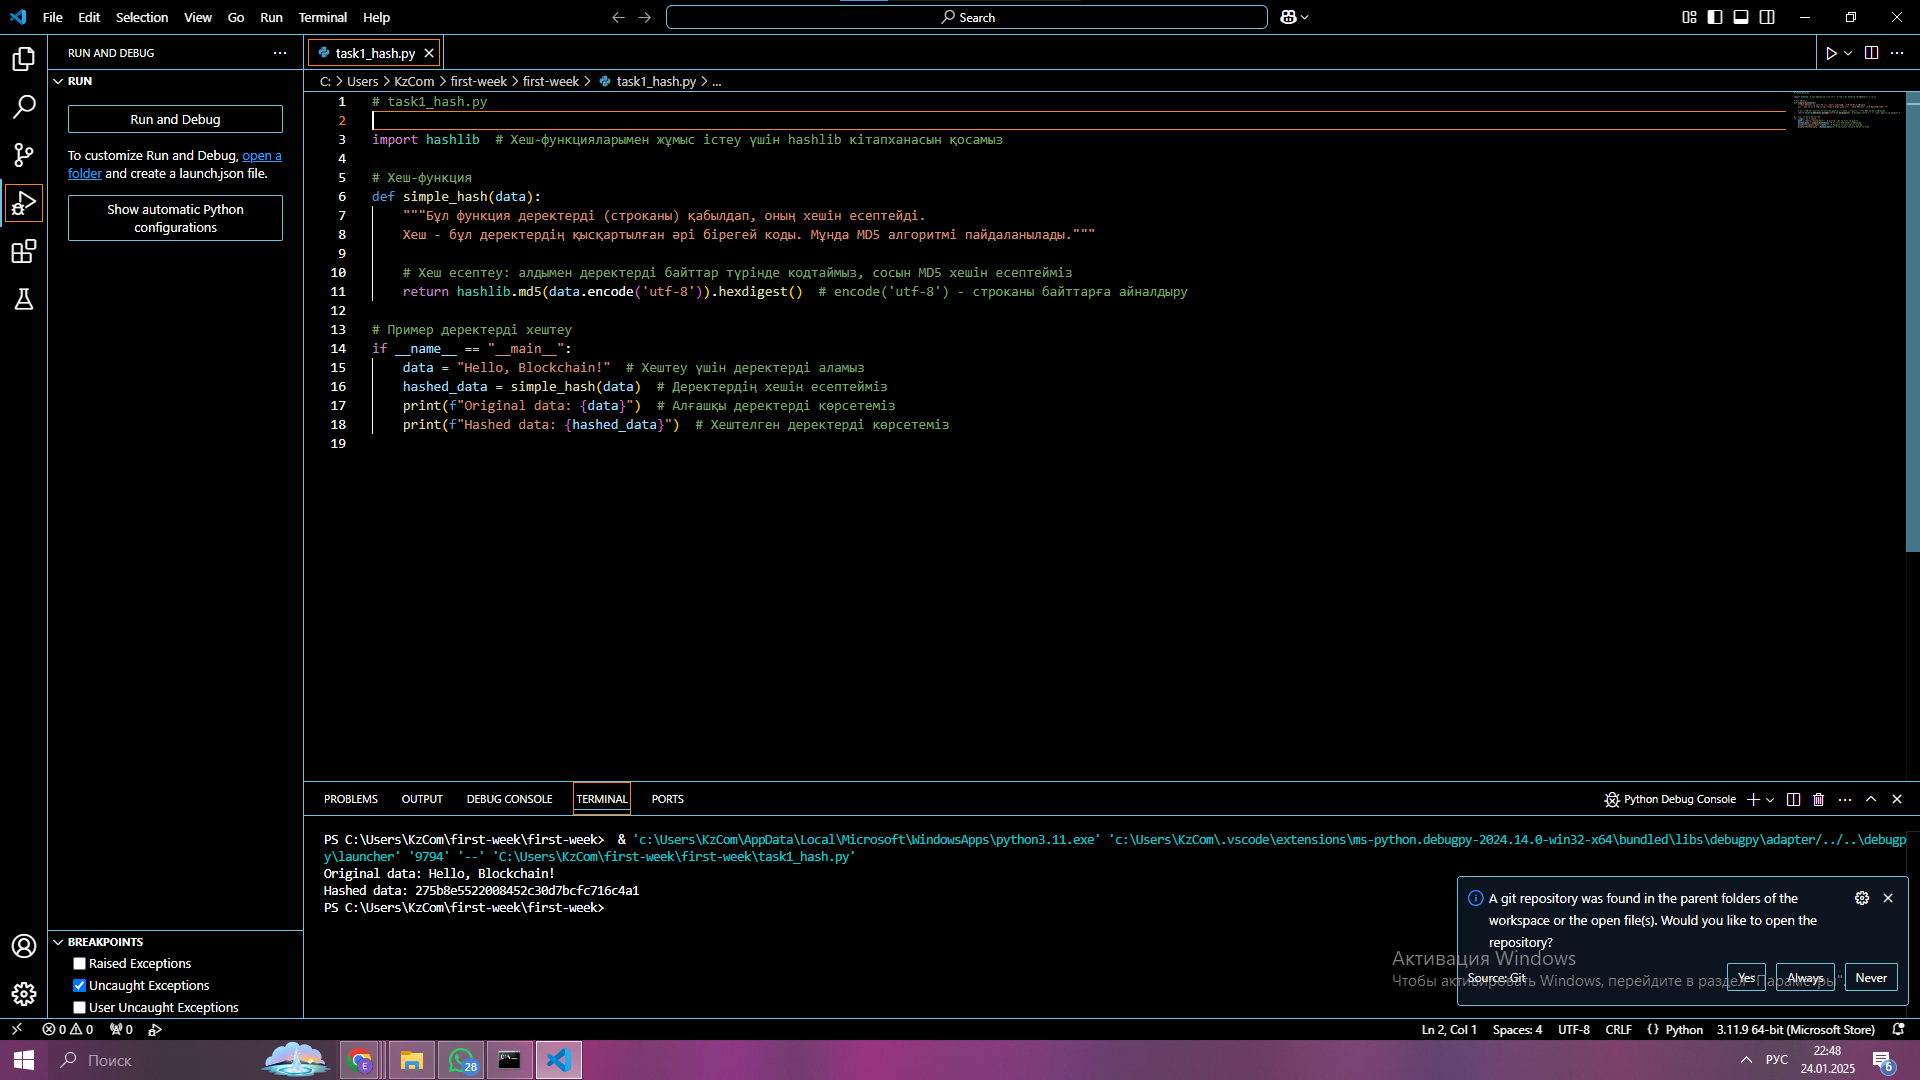 File Edit Selection View Go Run Terminal Help
Search
RUN AND DEBUG
RUN
Run and Debug
To customize Run and Debug, open a
folder and create a launch.json file.
Show automatic Python
configurations
BREAKPOINTS
Raised Exceptions
Uncaught Exceptions
User Uncaught Exceptions
task1_hash.py
C: > Users > KzCom > first-week > first-week > task1_hash.py > ...
1 # task1_hash.py
2
3 import hashlib  # Хеш-функцияларымен жұмыс істеу үшін hashlib кітапханасын қосамыз
4
5 # Хеш-функция
6 def simple_hash(data):
7     """Бұл функция деректерді (строканы) қабылдап, оның хешін есептейді.
8     Хеш - бұл деректердің қысқартылған әрі бірегей коды. Мұнда MD5 алгоритмі пайдаланылады."""
9
10     # Хеш есептеу: алдымен деректерді байттар түрінде кодтаймыз, сосын MD5 хешін есептейміз
11     return hashlib.md5(data.encode('utf-8')).hexdigest()  # encode('utf-8') - строканы байттарға айналдыру
12
13 # Пример деректерді хештеу
14 if __name__ == "__main__":
15     data = "Hello, Blockchain!"  # Хештеу үшін деректерді аламыз
16     hashed_data = simple_hash(data)  # Деректердің хешін есептейміз
17     print(f"Original data: {data}")  # Алғашқы деректерді көрсетеміз
18     print(f"Hashed data: {hashed_data}")  # Хештелген деректерді көрсетеміз
19
PROBLEMS OUTPUT DEBUG CONSOLE TERMINAL PORTS
Python Debug Console
PS C:\Users\KzCom\first-week\first-week>  & 'c:\Users\KzCom\AppData\Local\Microsoft\WindowsApps\python3.11.exe' 'c:\Users\KzCom\.vscode\extensions\ms-python.debugpy-2024.14.0-win32-x64\bundled\libs\debugpy\adapter/../..\debugp
y\launcher' '9794' '--' 'C:\Users\KzCom\first-week\first-week\task1_hash.py'
Original data: Hello, Blockchain!
Hashed data: 275b8e5522008452c30d7bcfc716c4a1
PS C:\Users\KzCom\first-week\first-week>
A git repository was found in the parent folders of the
workspace or the open file(s). Would you like to open the
repository?
Source: Git
Yes Always Never
Активация Windows
Чтобы активировать Windows, перейдите в раздел "Параметры".
0 0 0
Ln 2, Col 1 Spaces: 4 UTF-8 CRLF {} Python 3.11.9 64-bit (Microsoft Store)
Поиск
E
28
РУС
22:48
24.01.2025
6